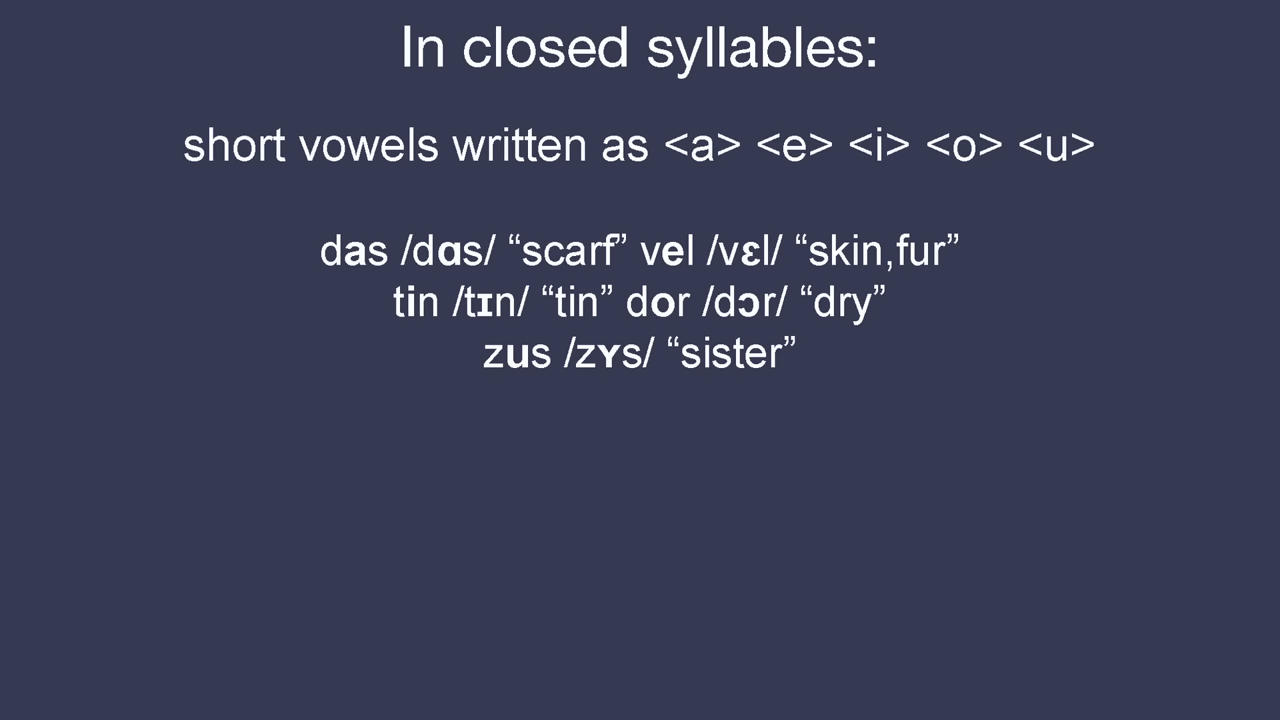 In closed syllables:
short vowels written as <a> <e> <i> <o> <u>
das /dɑs/ “scarf” vel /vɛl/ “skin,fur”
tin /tɪn/ “tin” dor /dɔr/ “dry”
zus /zʏs/ “sister”